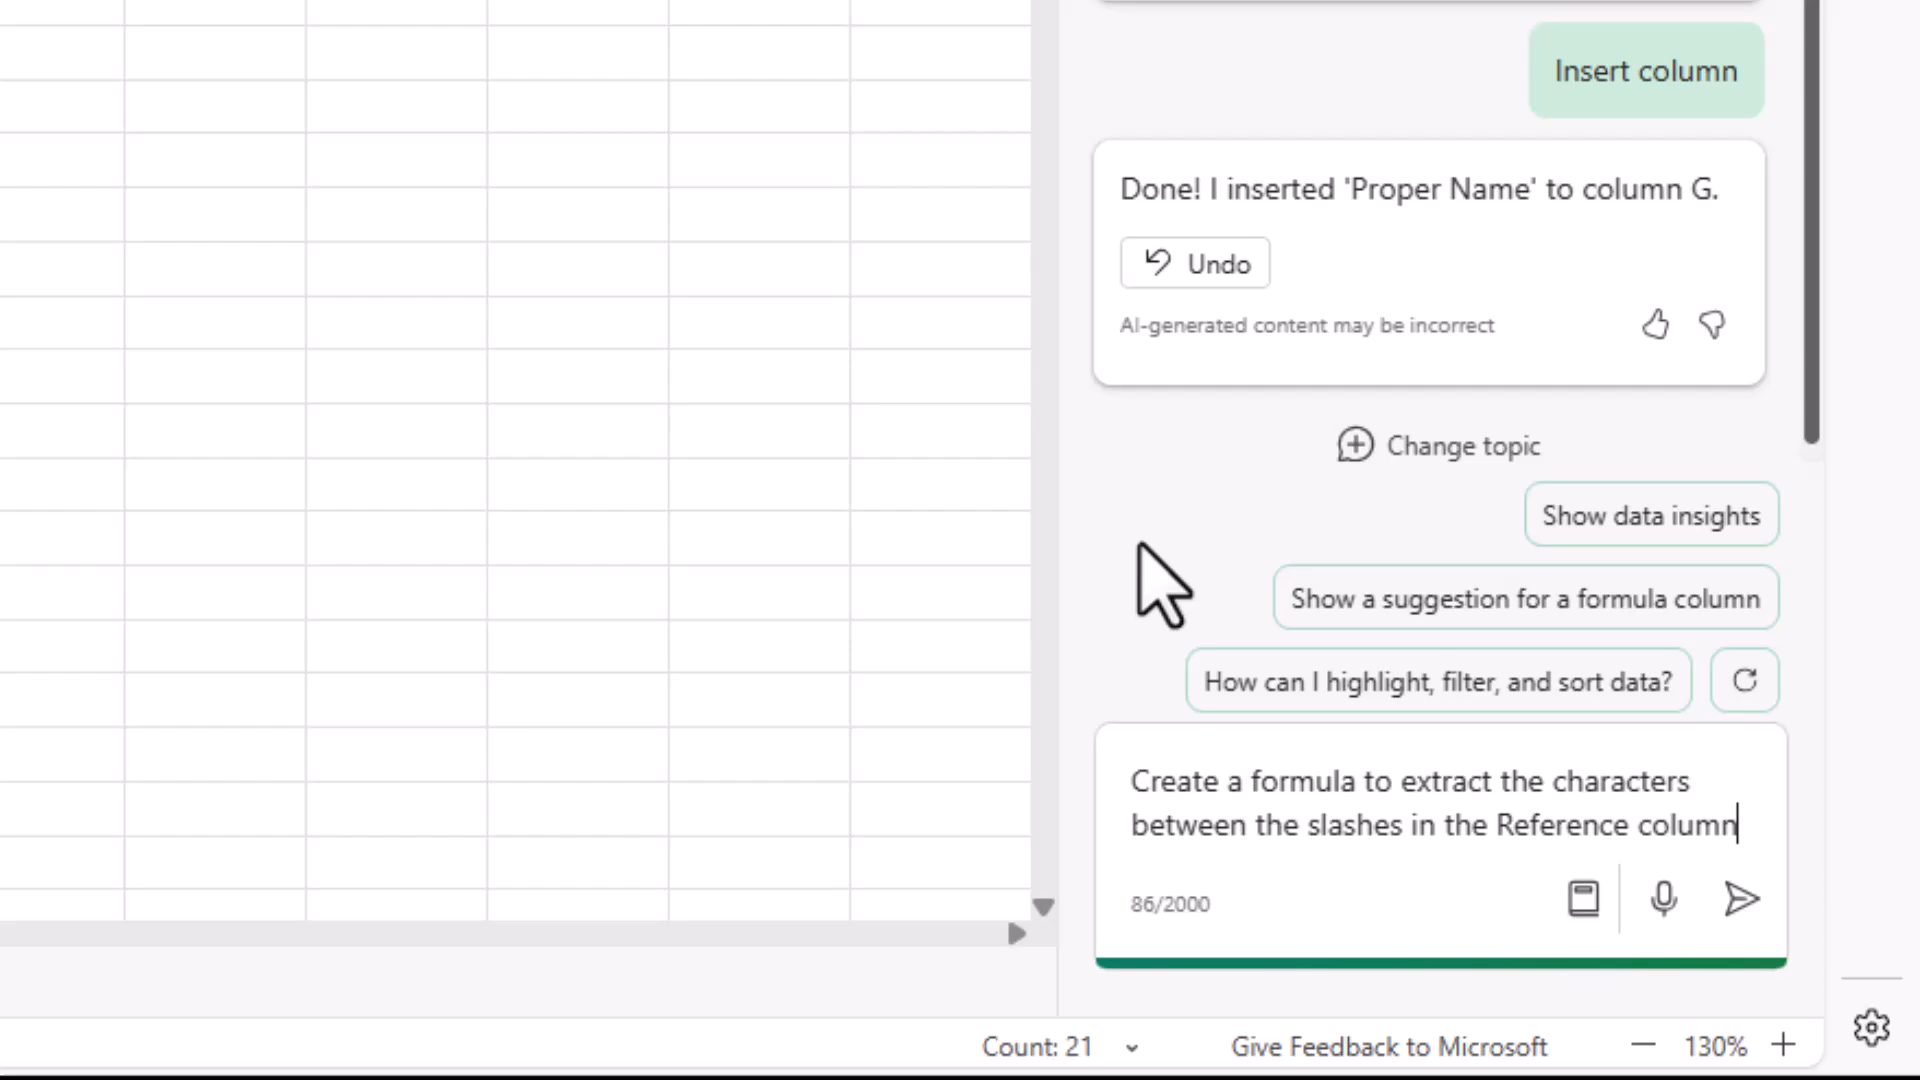 Insert column
Done! I inserted 'Proper Name' to column G.
Undo
AI-generated content may be incorrect
Change topic
Show data insights
Show a suggestion for a formula column
How can I highlight, filter, and sort data?
Create a formula to extract the characters
between the slashes in the Reference column
86/2000
Count: 21
Give Feedback to Microsoft
130%